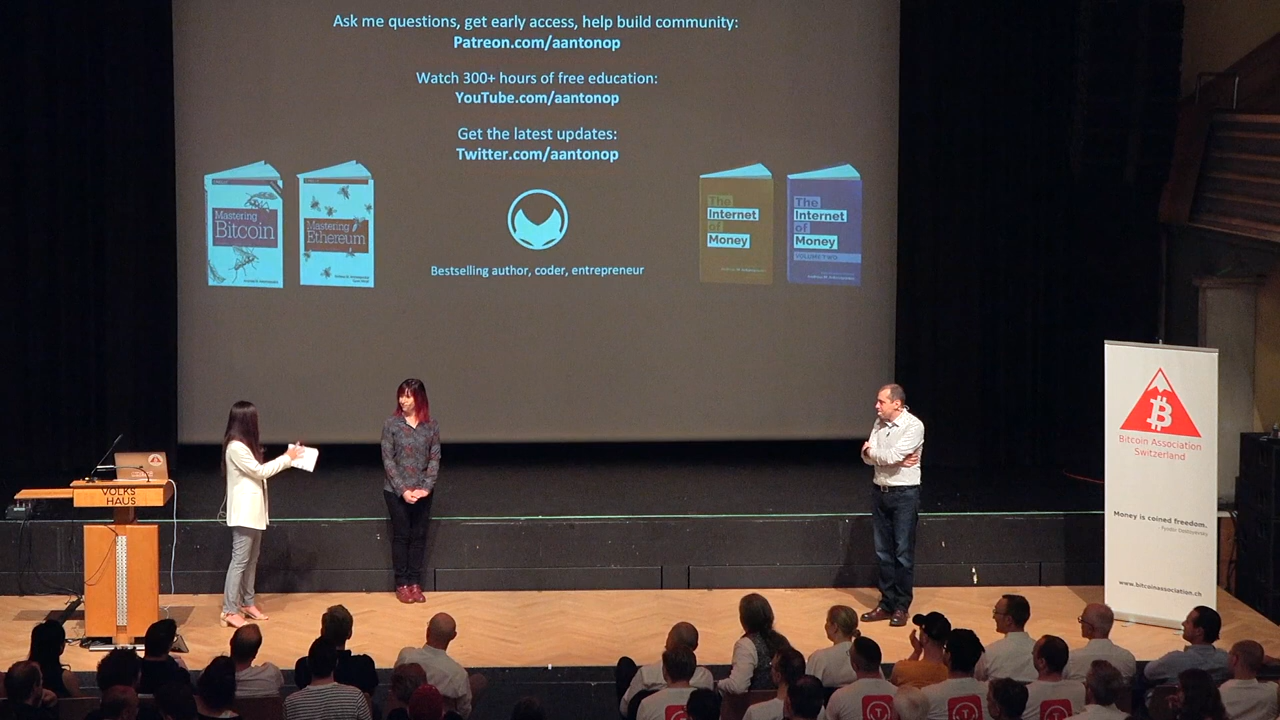 Ask me questions, get early access, help build community:
Patreon.com/aantonop
Watch 300+ hours of free education:
YouTube.com/aantonop
Get the latest updates:
Twitter.com/aantonop
Mastering
Bitcoin
Mastering
Ethereum
Bestselling author, coder, entrepreneur
The
Internet
of
Money
The
Internet
of
Money
VOLUME TWO
VOLKS
HAUS
Bitcoin Association
Switzerland
Money is coined freedom.
- Fyodor Dostoyevsky
www.bitcoinassociation.ch